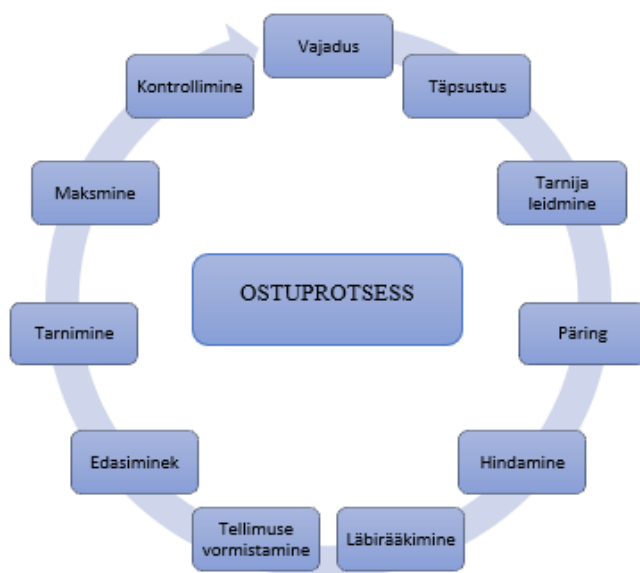 Vajadus
Täpsustus
Tarnija
leidmine
Päring
Hindamine
Läbirääkimine
Tellimuse
vormistamine
Edasiminek
Tarnimine
Maksmine
Kontrollimine
OSTUPROTSESS